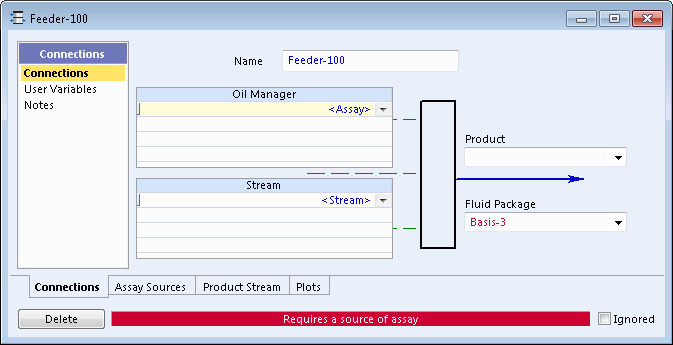 Feeder-100
Connections
Connections
User Variables
Notes
Name
Feeder-100
Oil Manager
<Assay>
Stream
<Stream>
Product
Fluid Package
Basis-3
Connections
Assay Sources
Product Stream
Plots
Delete
Requires a source of assay
Ignored